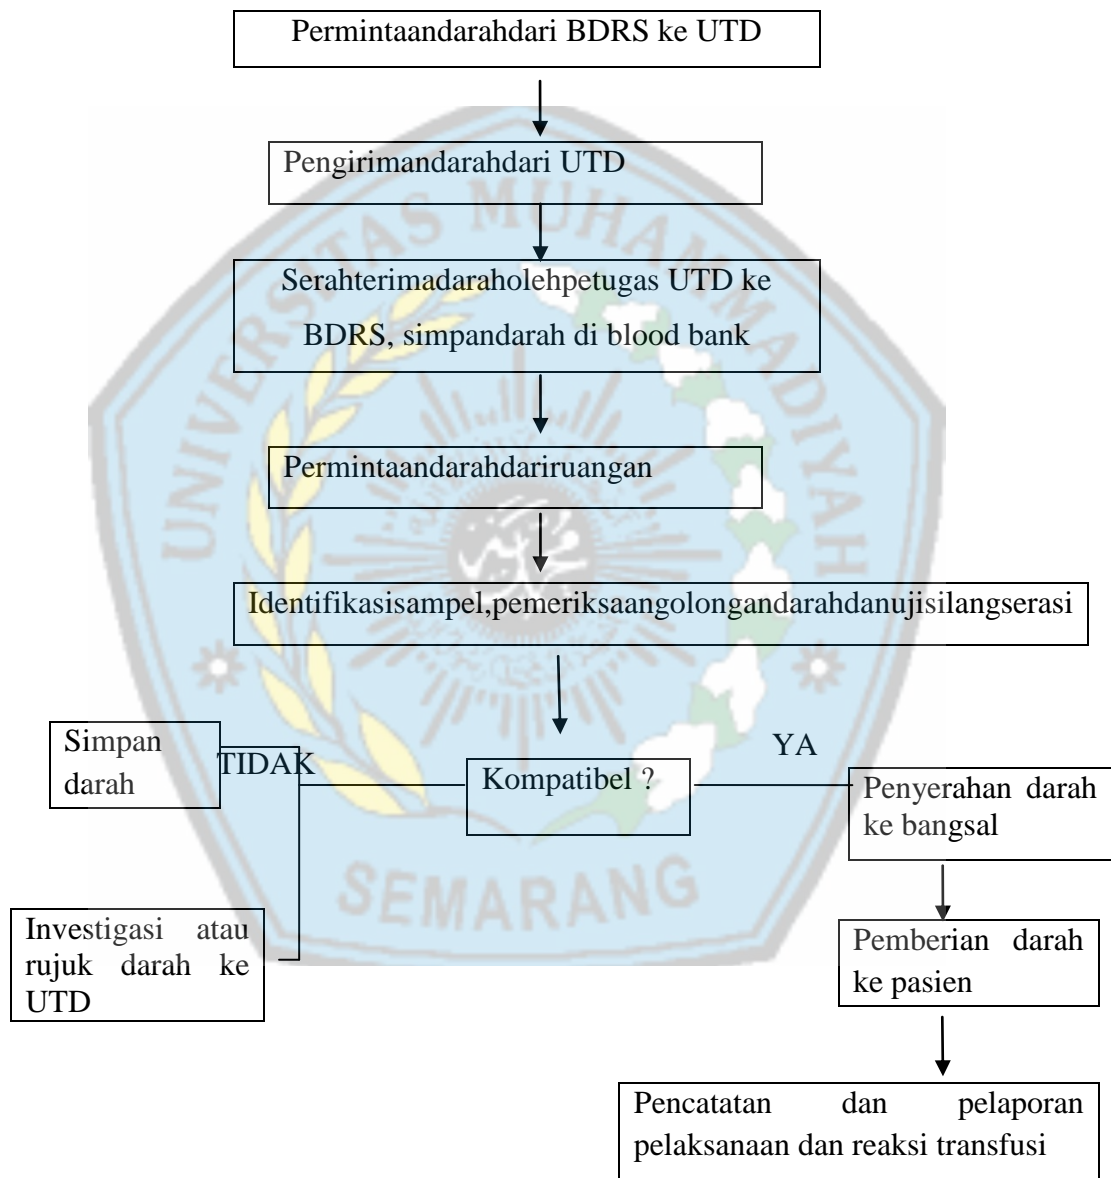 Permintaandarahdari BDRS ke UTD
Pengirimandarahdari UTD
Serahterimadaraholehpetugas UTD ke
BDRS, simpandarah di blood bank
Permintaandarahdariruangan
Identifikasisampel,pemeriksaangolongandarahdanujisilangserasi
Simpan
darah
TIDAK
Kompatibel ?
YA
Penyerahan darah
ke bangsal
Investigasi atau
rujuk darah ke
UTD
Pemberian darah
ke pasien
Pencatatan dan pelaporan
pelaksanaan dan reaksi transfusi
UNIVERSITAS MUHAMMADIYAH
SEMARANG